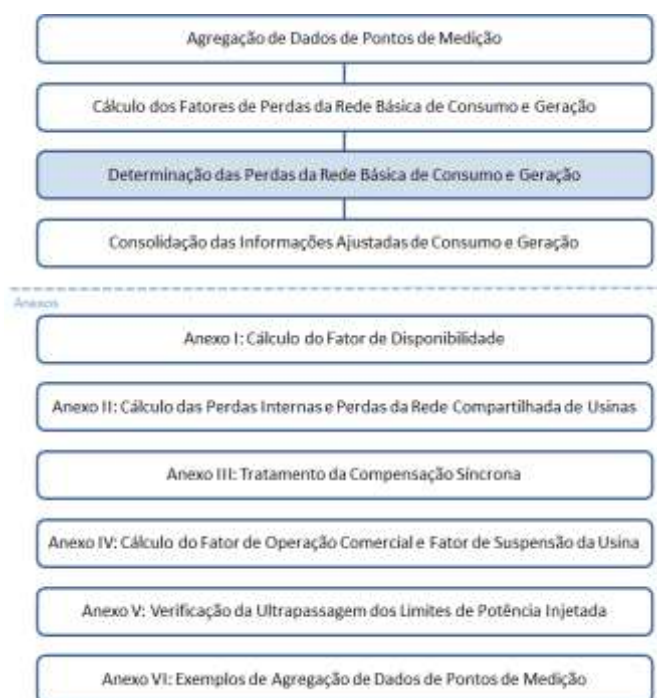 Agregação de Dados de Pontos de Medição
Cálculo dos Fatores de Perdas da Rede Básica de Consumo e Geração
Determinação das Perdas da Rede Básica de Consumo e Geração
Consolidação das Informações Ajustadas de Consumo e Geração
Anexos
Anexo I: Cálculo do Fator de Disponibilidade
Anexo II: Cálculo das Perdas Internas e Perdas da Rede Compartilhada de Usinas
Anexo III: Tratamento da Compensação Síncrona
Anexo IV: Cálculo do Fator de Operação Comercial e Fator de Suspensão da Usina
Anexo V: Verificação da Ultrapassagem dos Limites de Potência Injetada
Anexo VI: Exemplos de Agregação de Dados de Pontos de Medição